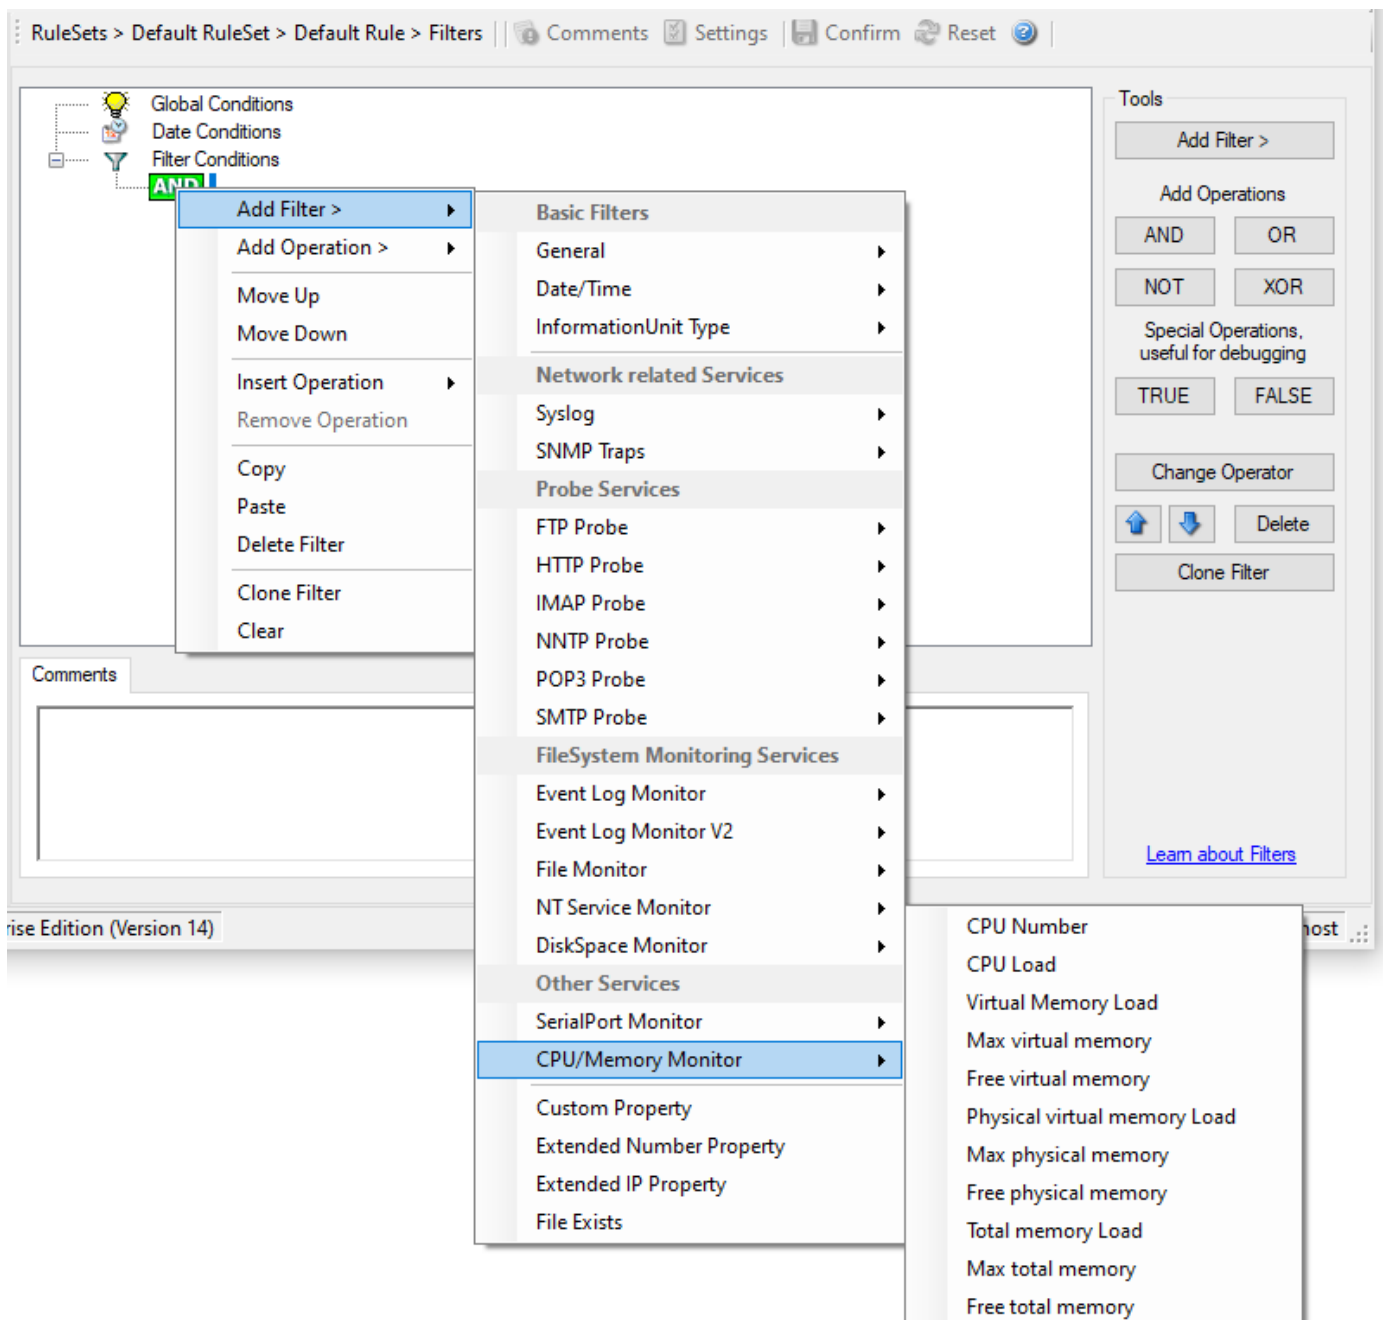 RuleSets > Default RuleSet > Default Rule > Filters Comments Settings Confirm Reset
Global Conditions
Date Conditions
Filter Conditions
AND
Add Filter >
Add Operation >
Move Up
Move Down
Insert Operation
Remove Operation
Copy
Paste
Delete Filter
Clone Filter
Clear
Basic Filters
General
Date/Time
InformationUnit Type
Network related Services
Syslog
SNMP Traps
Probe Services
FTP Probe
HTTP Probe
IMAP Probe
NNTP Probe
POP3 Probe
SMTP Probe
FileSystem Monitoring Services
Event Log Monitor
Event Log Monitor V2
File Monitor
NT Service Monitor
DiskSpace Monitor
Other Services
SerialPort Monitor
CPU/Memory Monitor
Custom Property
Extended Number Property
Extended IP Property
File Exists
CPU Number
CPU Load
Virtual Memory Load
Max virtual memory
Free virtual memory
Physical virtual memory Load
Max physical memory
Free physical memory
Total memory Load
Max total memory
Free total memory
Tools
Add Filter >
Add Operations
AND OR
NOT XOR
Special Operations,
useful for debugging
TRUE FALSE
Change Operator
Delete
Clone Filter
Learn about Filters
Comments
rise Edition (Version 14)
host